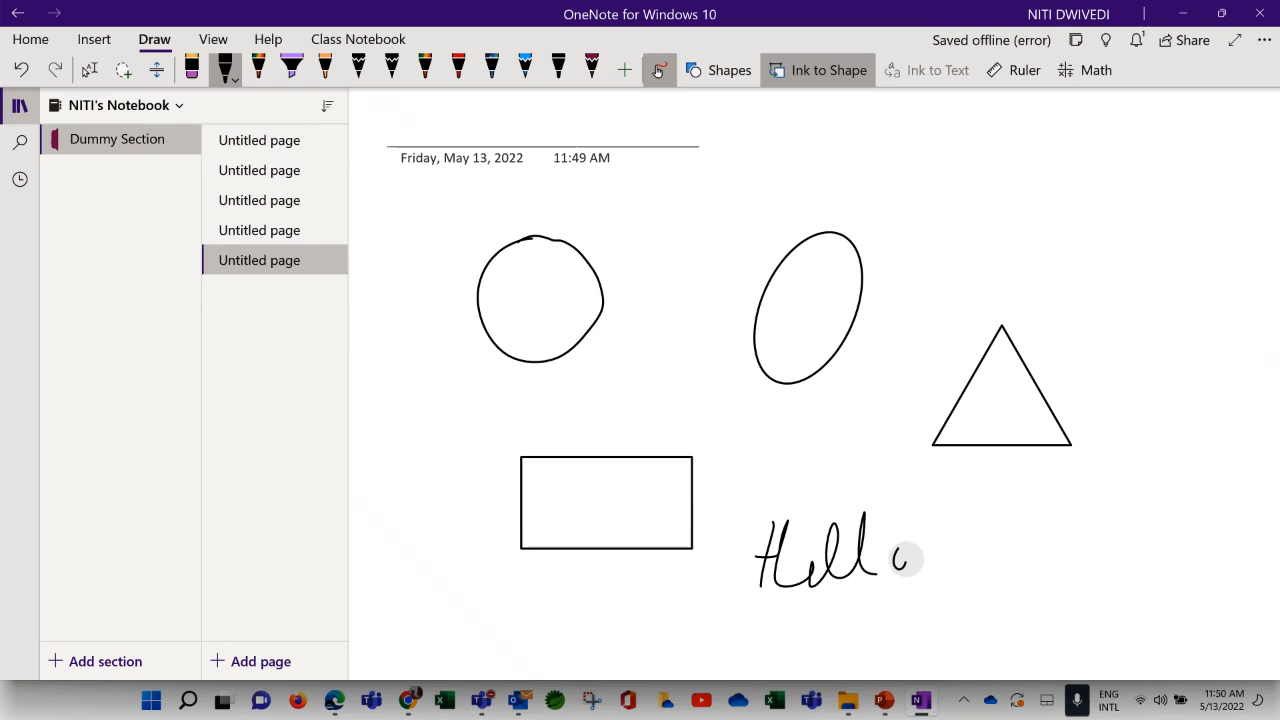 OneNote for Windows 10
NITI DWIVEDI
Home Insert Draw View Help Class Notebook
Saved offline (error) 1 Share
Shapes Ink to Shape Ink to Text Ruler Math
NITI's Notebook
Dummy Section
Untitled page
Untitled page
Untitled page
Untitled page
Untitled page
Friday, May 13, 2022 11:49 AM
Hello
Add section
Add page
ENG
INTL
11:50 AM
5/13/2022